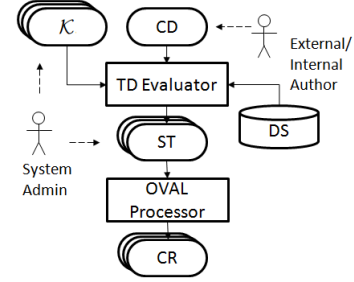 𝒦
CD
External/
Internal
Author
TD Evaluator
DS
ST
System
Admin
OVAL
Processor
CR